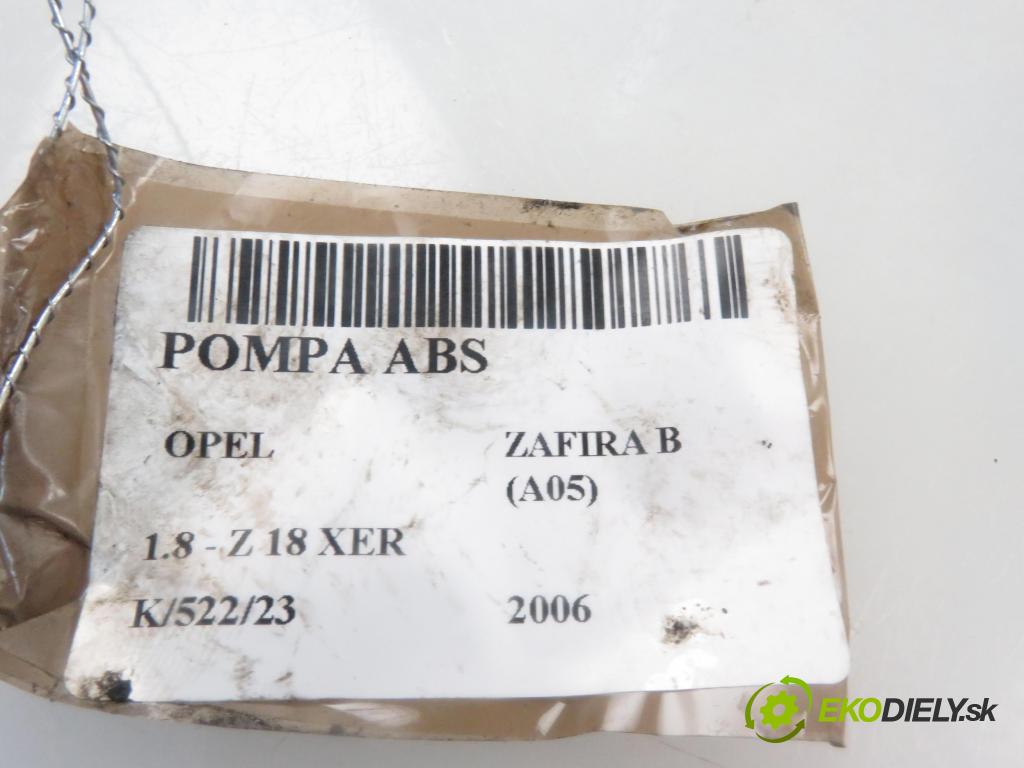 POMPA ABS
OPEL ZAFIRA B
(A05)
1.8 - Z 18 XER
K/522/23 2006
EKODIELY.sk